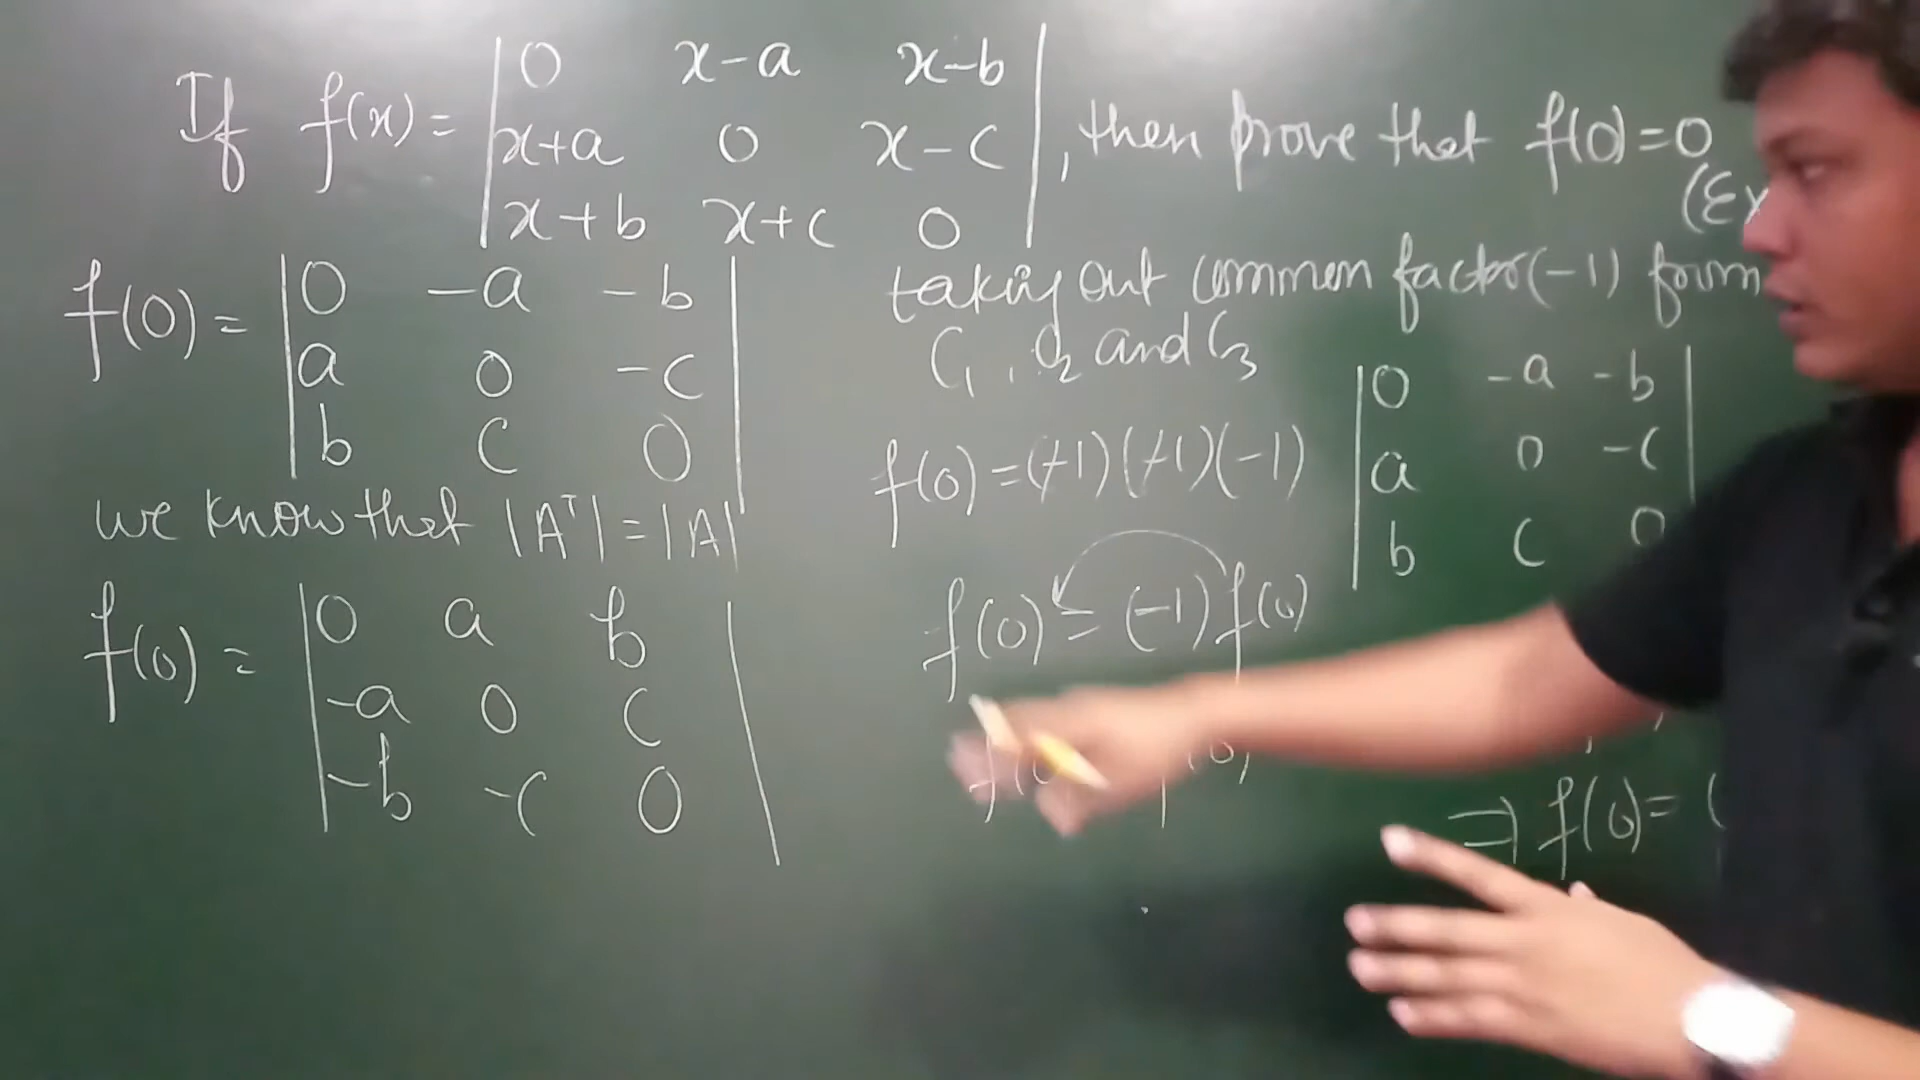 If f(x) = | 0 x-a x-b |
| x+a 0 x-c | , then prove that f(0)=0
| x+b x+c 0 |
(Ex
f(0) = | 0 -a -b |
| a 0 -c |
| b c 0 |
we know that |Aᵀ| = |A|
f(0) = | 0 a b |
| -a 0 c |
| -b -c 0 |
taking out common factor (-1) from
C₁, C₂ and C₃
f(0) = (-1)(-1)(-1) | 0 -a -b |
| a 0 -c |
| b c 0
f(0) = (-1) f(0)
⇒ f(0) = (